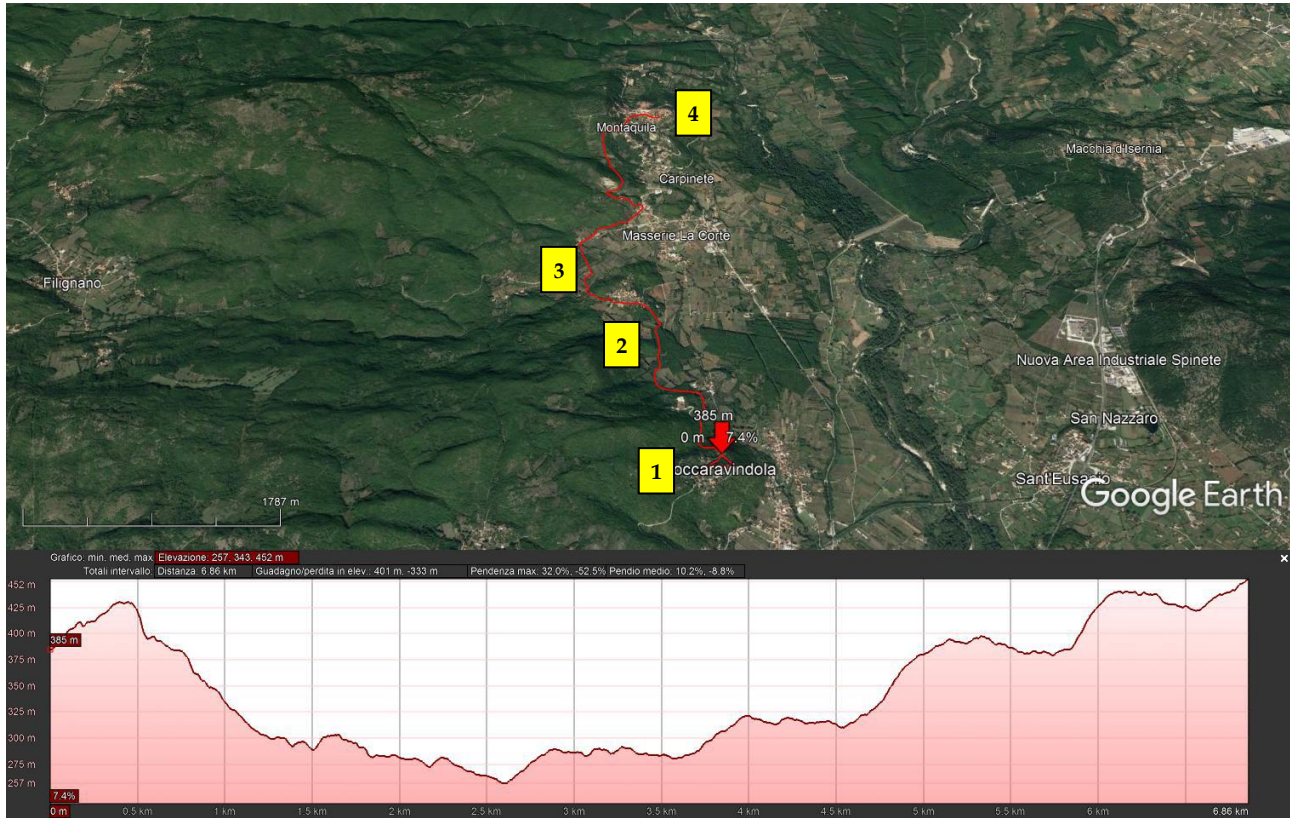 4
Montaquila
Macchia d'Isernia
Carpinete
Masserie La Corte
3
Filignano
2
Nuova Area Industriale Spinete
385 m
San Nazzaro
0 m 7.4%
1
occaravindola
Sant'Eusanio
1787 m
Google Earth
Grafico: min. med. max Elevazione: 257, 343, 452 m
Totali intervallo: Distanza: 6.86 km Guadagno/perdita in elev.: 401 m, -333 m Pendenza max: 32.0%, -52.5% Pendio medio: 10.2%, -8.8%
452 m
425 m
400 m
385 m
375 m
350 m
325 m
300 m
275 m
257 m
7.4%
0 m 0.5 km 1 km 1.5 km 2 km 2.5 km 3 km 3.5 km 4 km 4.5 km 5 km 5.5 km 6 km 6.86 km